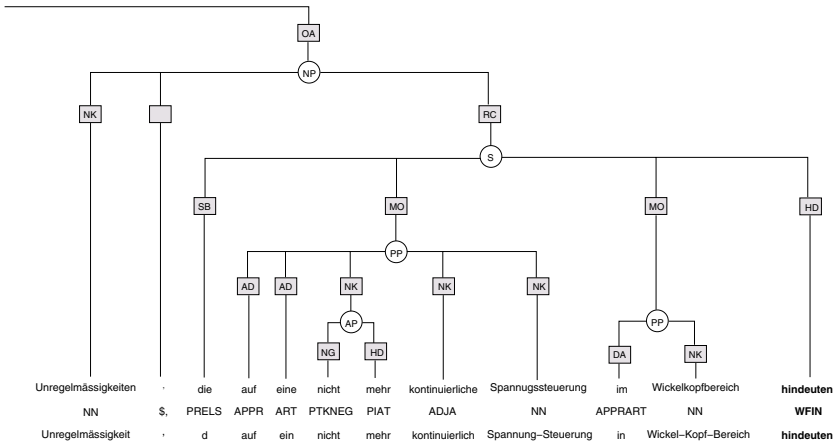 OA
NP
NK RC
S
SB MO MO HD
PP
AD AD NK NK NK
AP PP
NG HD DA NK
Unregelmässigkeiten , die auf eine nicht mehr kontinuierliche Spannugssteuerung im Wickelkopfbereich hindeuten
NN $, PRELS APPR ART PTKNEG PIAT ADJA NN APPRART NN WFIN
Unregelmässigkeit , d auf ein nicht mehr kontinuierlich Spannung–Steuerung in Wickel–Kopf–Bereich hindeuten